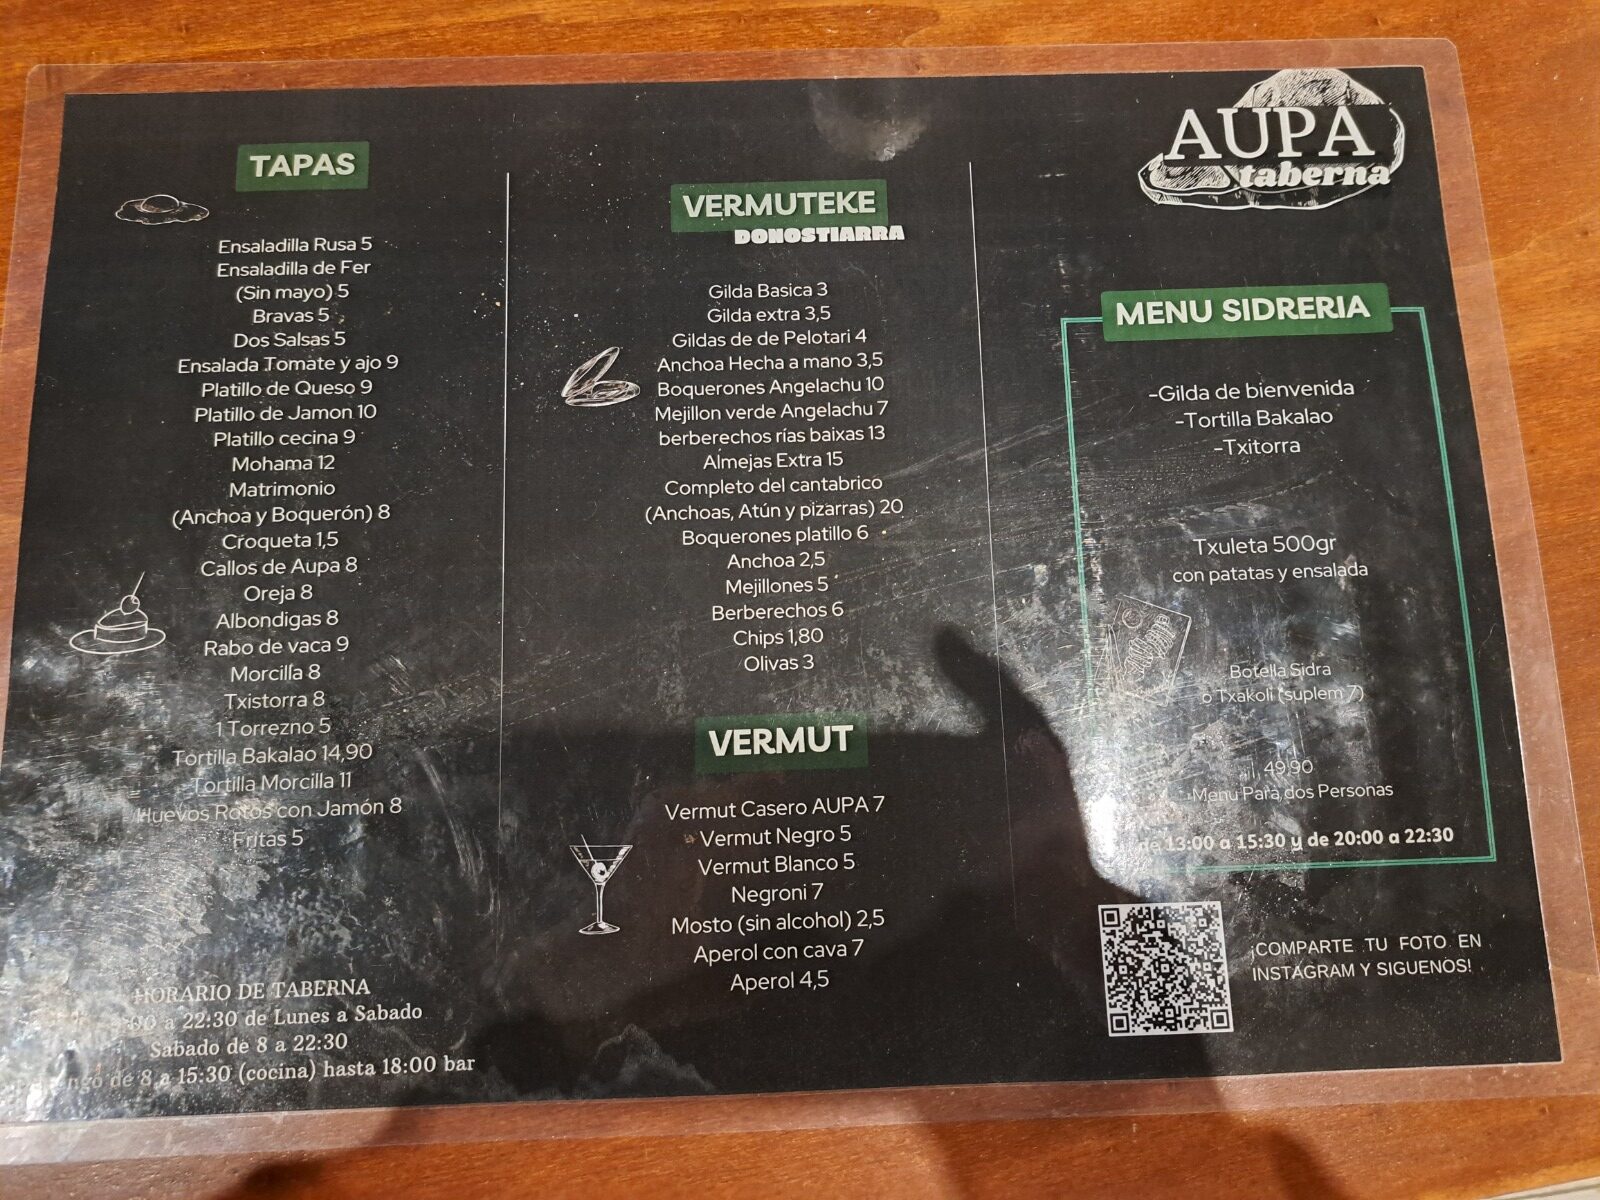 TAPAS
Ensaladilla Rusa 5
Ensaladilla de Fer
(Sin mayo) 5
Bravas 5
Dos Salsas 5
Ensalada Tomate y ajo 9
Platillo de Queso 9
Platillo de Jamon 10
Platillo cecina 9
Mohama 12
Matrimonio
(Anchoa y Boquerón) 8
Croqueta 1,5
Callos de Aupa 8
Oreja 8
Albondigas 8
Rabo de vaca 9
Morcilla 8
Txistorra 8
1 Torrezno 5
Tortilla Bakalao 14,90
Tortilla Morcilla 11
Huevos Rotos con Jamón 8
Fritas 5
HORARIO DE TABERNA
a 22:30 de Lunes a Sabado
Sabado de 8 a 22:30
de 8 a 15:30 (cocina) hasta 18:00 bar
VERMUTEKE
DONOSTIARRA
Gilda Basica 3
Gilda extra 3,5
Gildas de de Pelotari 4
Anchoa Hecha a mano 3,5
Boquerones Angelachu 10
Mejillon verde Angelachu 7
berberechos rías baixas 13
Almejas Extra 15
Completo del cantabrico
(Anchoas, Atún y pizarras) 20
Boquerones platillo 6
Anchoa 2,5
Mejillones 5
Berberechos 6
Chips 1,80
Olivas 3
VERMUT
Vermut Casero AUPA 7
Vermut Negro 5
Vermut Blanco 5
Negroni 7
Mosto (sin alcohol) 2,5
Aperol con cava 7
Aperol 4,5
AUPA
taberna
MENU SIDRERIA
-Gilda de bienvenida
-Tortilla Bakalao
-Txitorra
Txuleta 500gr
con patatas y ensalada
Botella Sidra
o Txakoli (suplem 7)
49,90
Menu Para dos Personas
de 13:00 a 15:30 y de 20:00 a 22:30
¡COMPARTE TU FOTO EN
INSTAGRAM Y SIGUENOS!